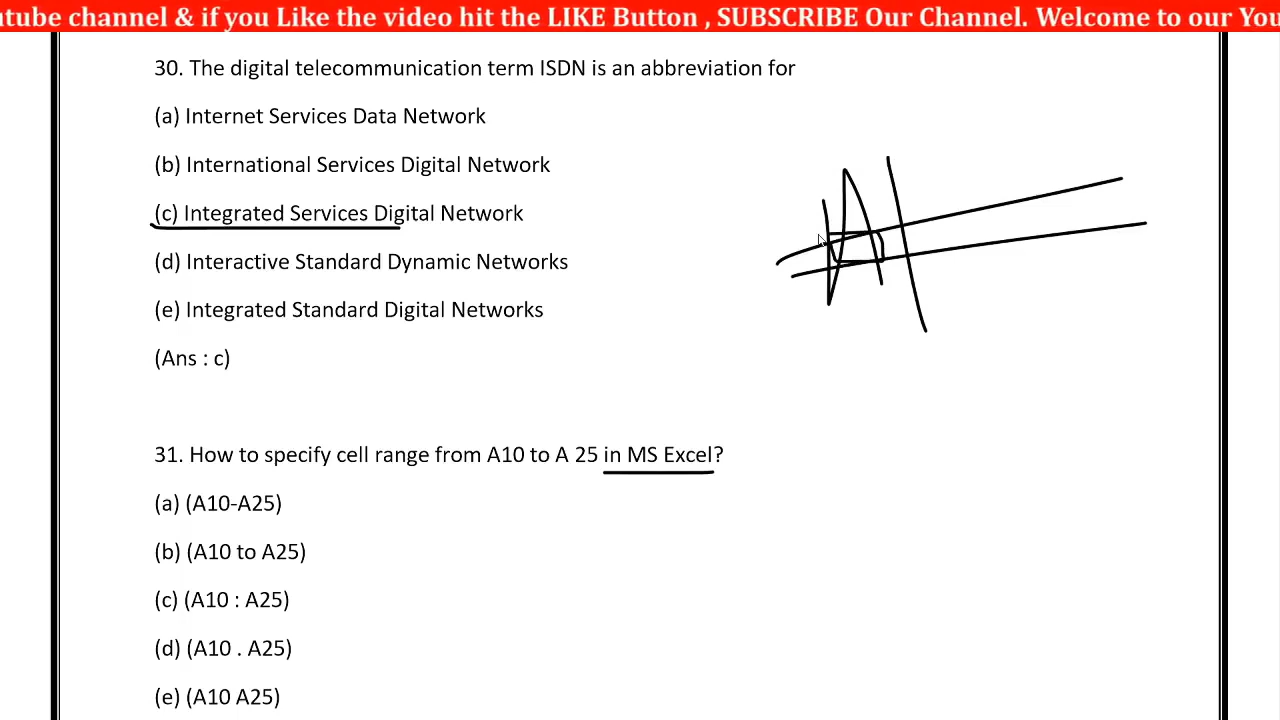 utube channel & if you Like the video hit the LIKE Button , SUBSCRIBE Our Channel. Welcome to our You
30. The digital telecommunication term ISDN is an abbreviation for
(a) Internet Services Data Network
(b) International Services Digital Network
(c) Integrated Services Digital Network
(d) Interactive Standard Dynamic Networks
(e) Integrated Standard Digital Networks
(Ans : c)
31. How to specify cell range from A10 to A 25 in MS Excel?
(a) (A10-A25)
(b) (A10 to A25)
(c) (A10 : A25)
(d) (A10 . A25)
(e) (A10 A25)